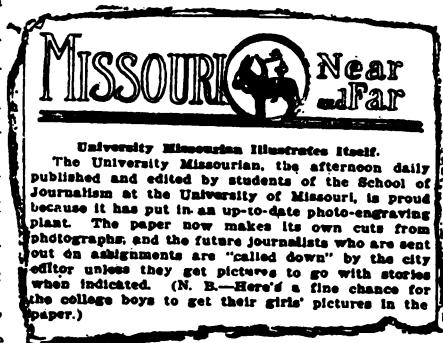 MISSOURI
Near
and Far
University Missourian Illustrates Itself.
The University Missourian, the afternoon daily
published and edited by students of the School of
Journalism at the University of Missouri, is proud
because it has put in an up-to-date photo-engraving
plant. The paper now makes its own cuts from
photographs, and the future journalists who are sent
out on assignments are "called down" by the city
editor unless they get pictures to go with stories
when indicated. (N. B.—Here's a fine chance for
the college boys to get their girls' pictures in the
paper.)